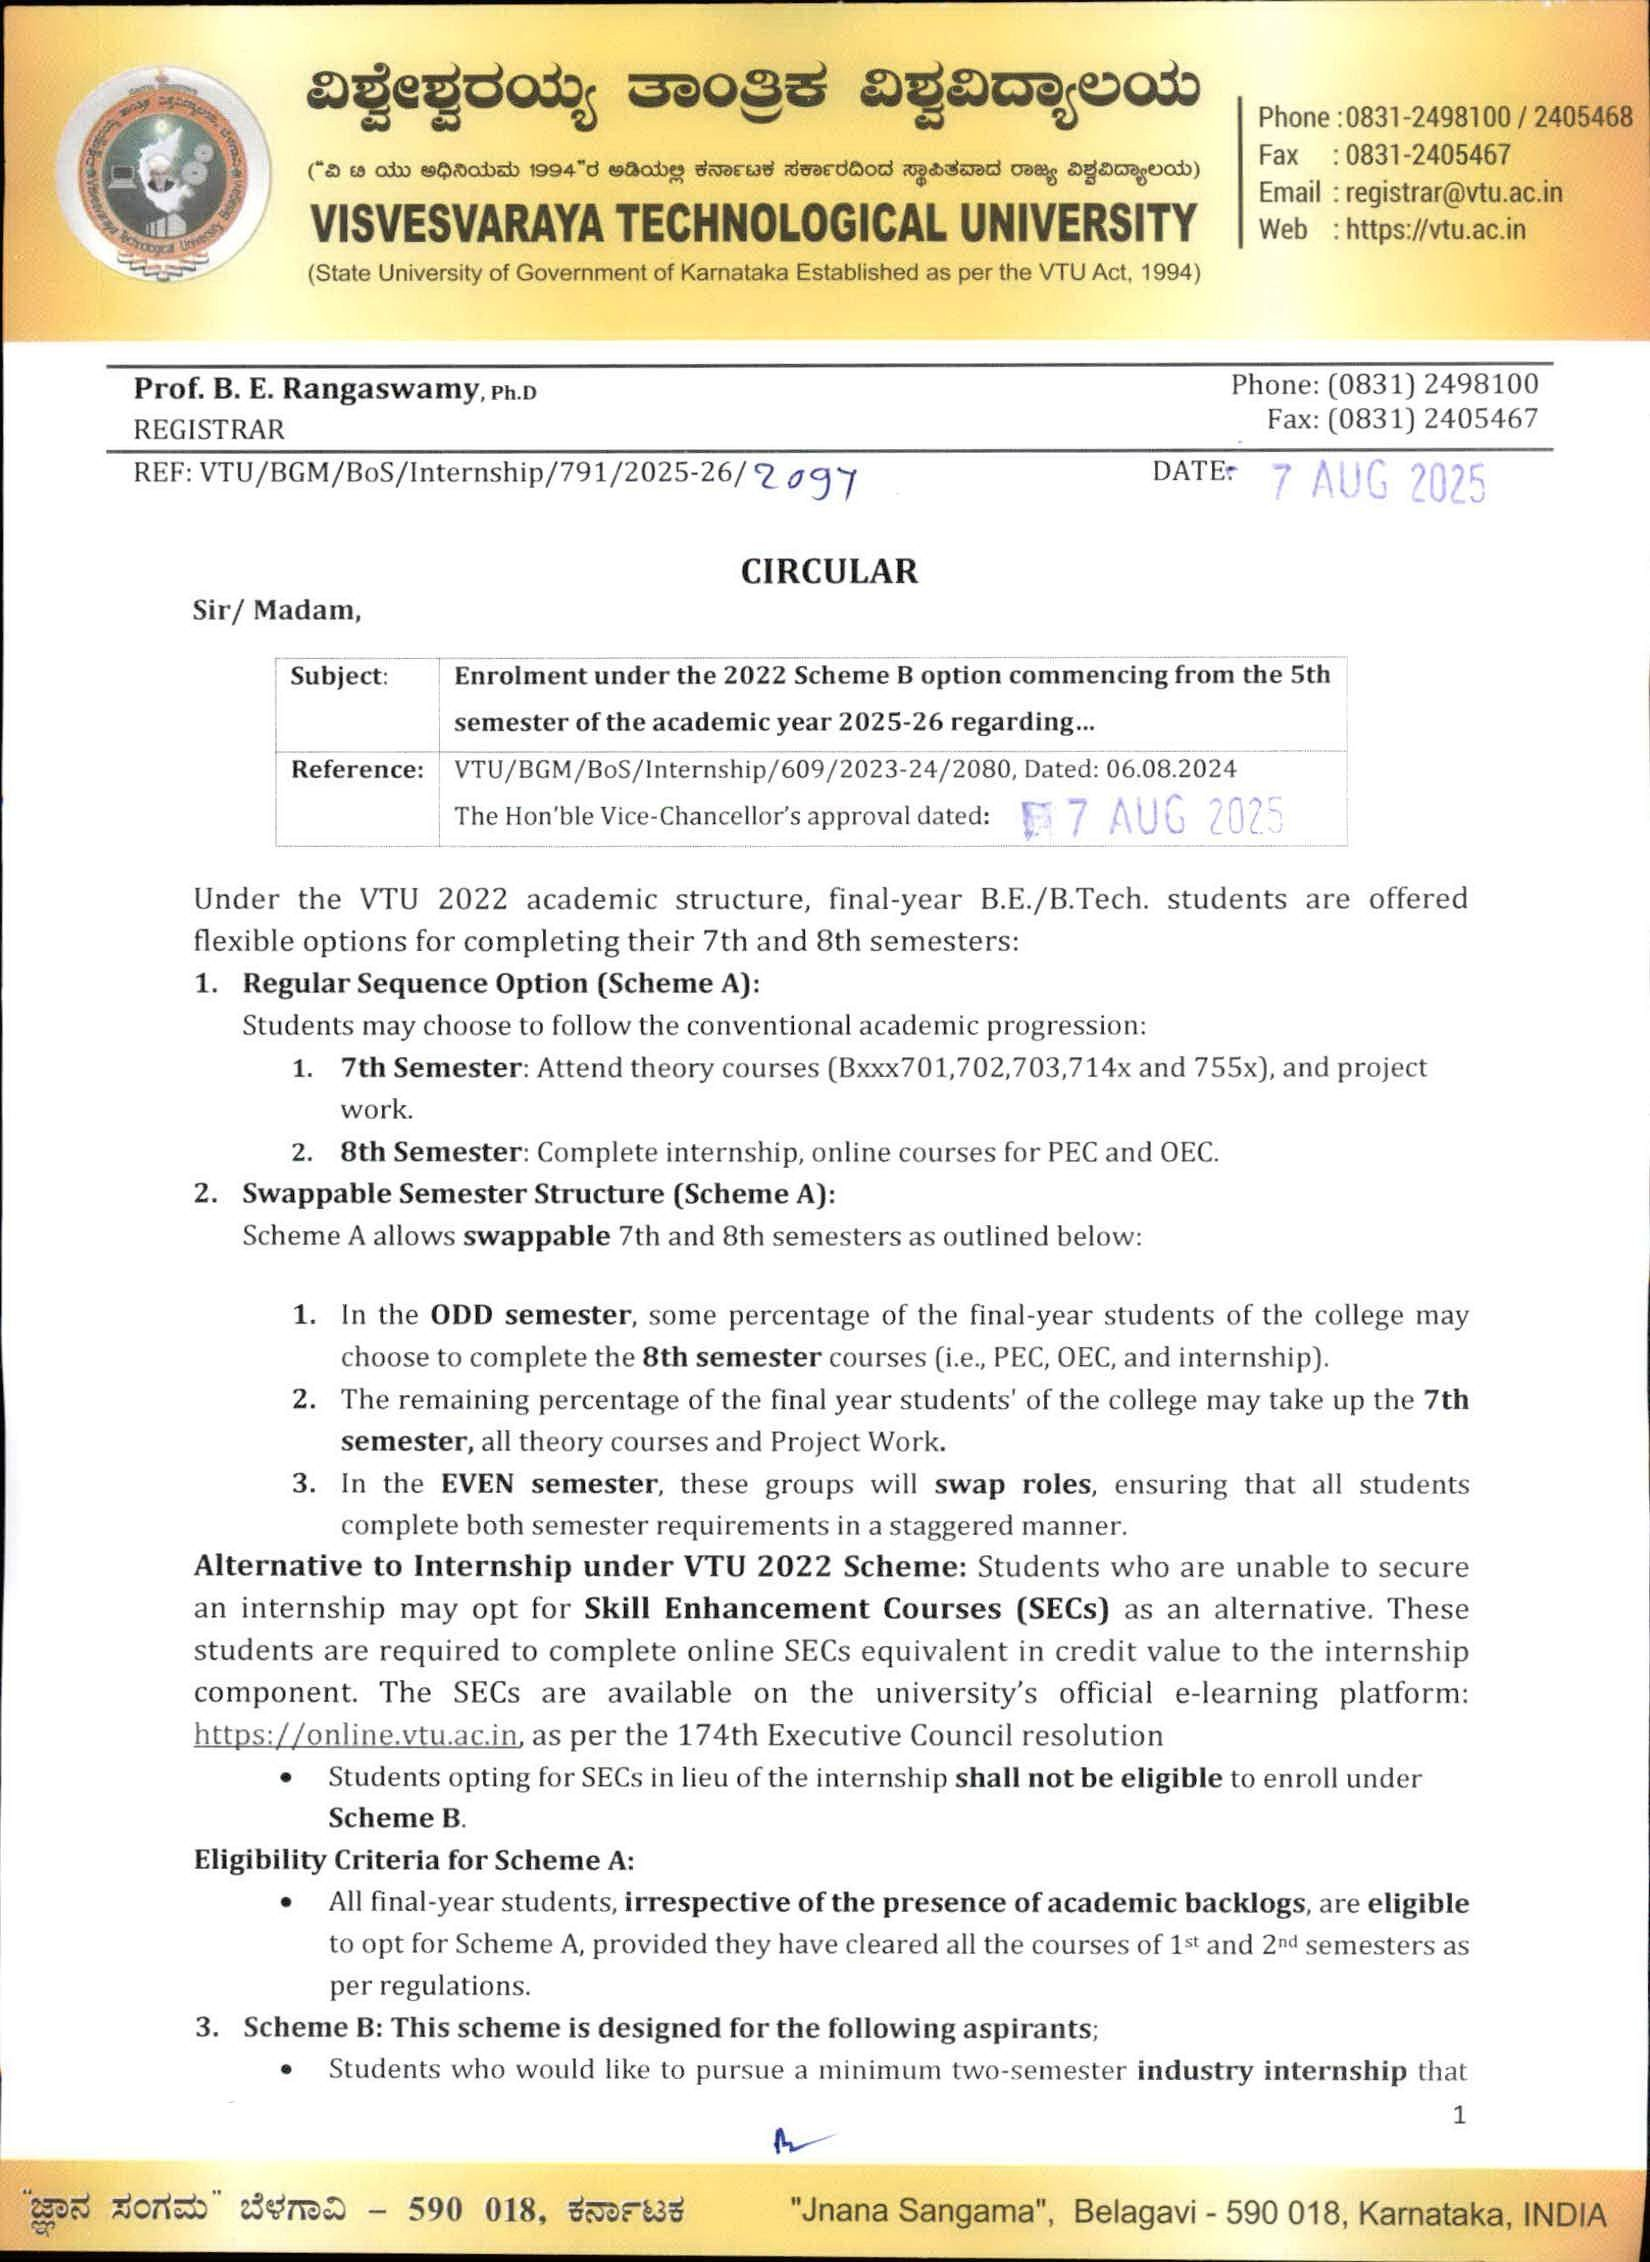 ವಿಶ್ವೇಶ್ವರಯ್ಯ ತಾಂತ್ರಿಕ ವಿಶ್ವವಿದ್ಯಾಲಯ
("ವಿ ಟಿ ಯು ಅಧಿನಿಯಮ 1994"ರ ಅಡಿಯಲ್ಲಿ ಕರ್ನಾಟಕ ಸರ್ಕಾರದಿಂದ ಸ್ಥಾಪಿತವಾದ ರಾಜ್ಯ ವಿಶ್ವವಿದ್ಯಾಲಯ)
VISVESVARAYA TECHNOLOGICAL UNIVERSITY
(State University of Government of Karnataka Established as per the VTU Act, 1994)
Phone :0831-2498100 / 2405468
Fax : 0831-2405467
Email : registrar@vtu.ac.in
Web : https://vtu.ac.in
Prof. B. E. Rangaswamy, Ph.D
REGISTRAR
Phone: (0831) 2498100
Fax: (0831) 2405467
REF: VTU/BGM/BoS/Internship/791/2025-26/ 2097
DATE: 7 AUG 2025
CIRCULAR
Sir/ Madam,
Subject: Enrolment under the 2022 Scheme B option commencing from the 5th
semester of the academic year 2025-26 regarding...
Reference: VTU/BGM/BoS/Internship/609/2023-24/2080, Dated: 06.08.2024
The Hon'ble Vice-Chancellor's approval dated: 7 AUG 2025
Under the VTU 2022 academic structure, final-year B.E./B.Tech. students are offered
flexible options for completing their 7th and 8th semesters:
1. Regular Sequence Option (Scheme A):
Students may choose to follow the conventional academic progression:
1. 7th Semester: Attend theory courses (Bxxx701,702,703,714x and 755x), and project
work.
2. 8th Semester: Complete internship, online courses for PEC and OEC.
2. Swappable Semester Structure (Scheme A):
Scheme A allows swappable 7th and 8th semesters as outlined below:
1. In the ODD semester, some percentage of the final-year students of the college may
choose to complete the 8th semester courses (i.e., PEC, OEC, and internship).
2. The remaining percentage of the final year students' of the college may take up the 7th
semester, all theory courses and Project Work.
3. In the EVEN semester, these groups will swap roles, ensuring that all students
complete both semester requirements in a staggered manner.
Alternative to Internship under VTU 2022 Scheme: Students who are unable to secure
an internship may opt for Skill Enhancement Courses (SECs) as an alternative. These
students are required to complete online SECs equivalent in credit value to the internship
component. The SECs are available on the university's official e-learning platform:
https://online.vtu.ac.in, as per the 174th Executive Council resolution
• Students opting for SECs in lieu of the internship shall not be eligible to enroll under
Scheme B.
Eligibility Criteria for Scheme A:
• All final-year students, irrespective of the presence of academic backlogs, are eligible
to opt for Scheme A, provided they have cleared all the courses of 1st and 2nd semesters as
per regulations.
3. Scheme B: This scheme is designed for the following aspirants;
• Students who would like to pursue a minimum two-semester industry internship that
1
"ಜ್ಞಾನ ಸಂಗಮ" ಬೆಳಗಾವಿ – 590 018, ಕರ್ನಾಟಕ
"Jnana Sangama", Belagavi - 590 018, Karnataka, INDIA